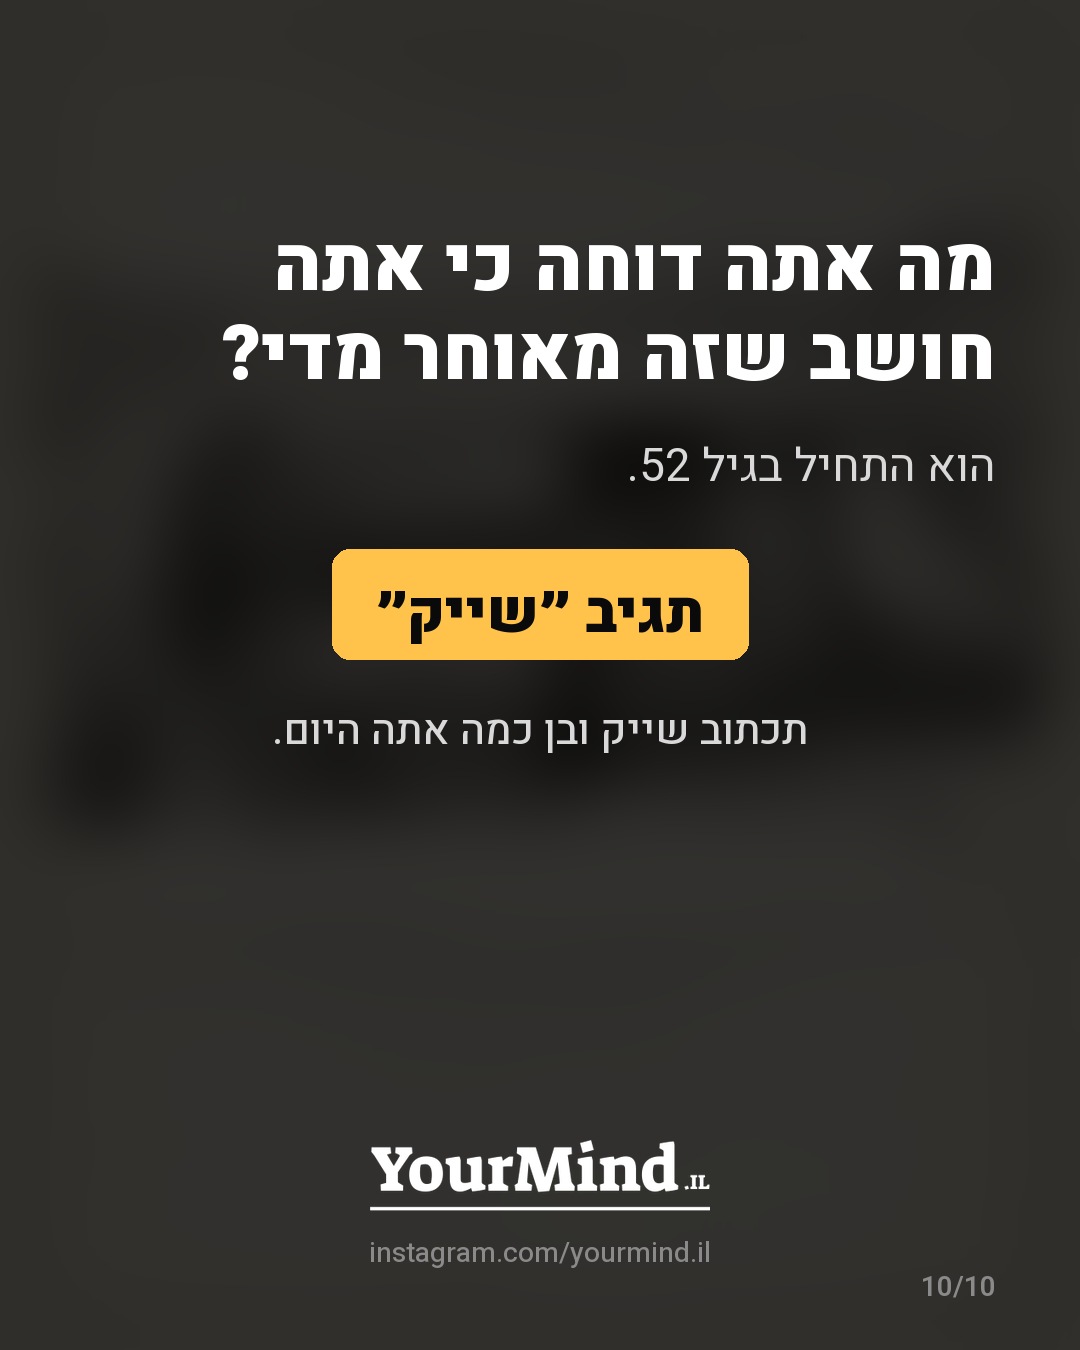 מה אתה דוחה כי אתה
חושב שזה מאוחר מדי?
הוא התחיל בגיל 52.
תגיב ”שייק”
תכתוב שייק ובן כמה אתה היום.
YourMind.IL
instagram.com/yourmind.il
10/10